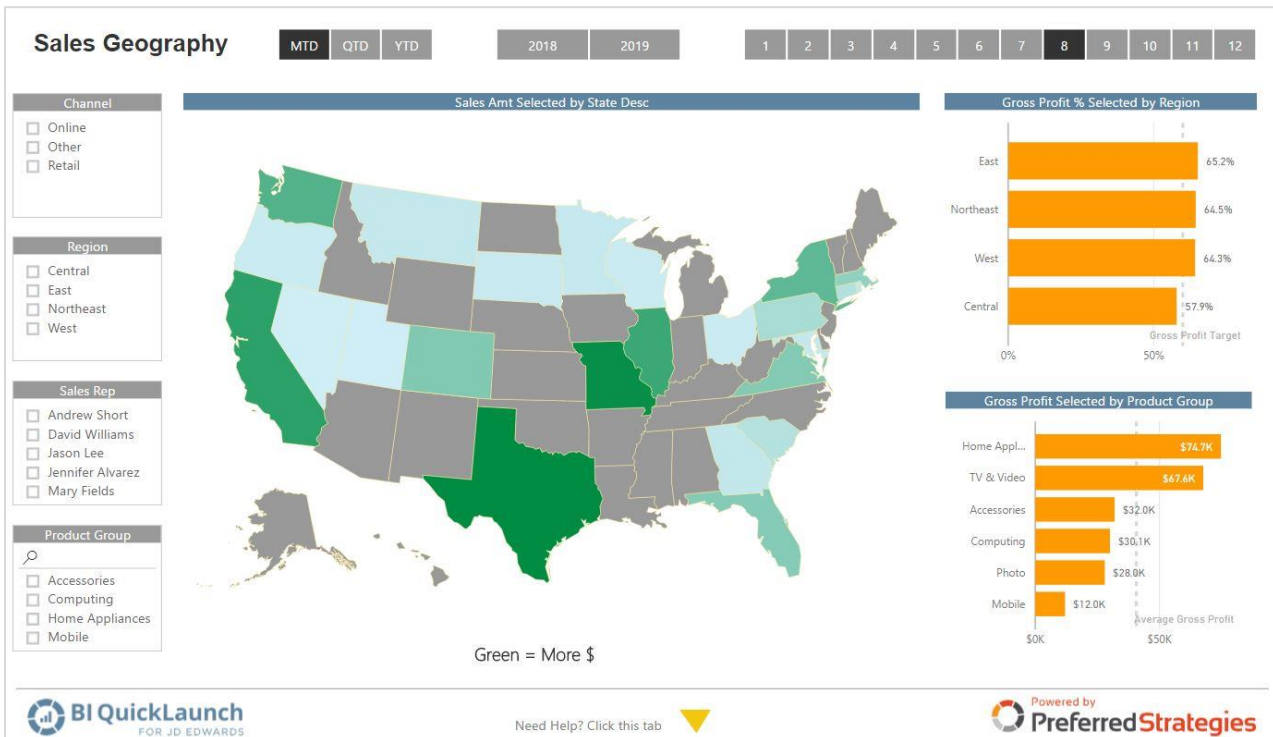 Sales Geography
MTD QTD YTD
2018 2019
1 2 3 4 5 6 7 8 9 10 11 12
Channel
Online
Other
Retail
Region
Central
East
Northeast
West
Sales Rep
Andrew Short
David Williams
Jason Lee
Jennifer Alvarez
Mary Fields
Product Group
Accessories
Computing
Home Appliances
Mobile
Sales Amt Selected by State Desc
Green = More $
Gross Profit % Selected by Region
East 65.2%
Northeast 64.5%
West 64.3%
Central 57.9%
Gross Profit Target
0% 50%
Gross Profit Selected by Product Group
Home Appl... $74.7K
TV & Video $67.6K
Accessories $32.0K
Computing $30.1K
Photo $28.0K
Mobile $12.0K
Average Gross Profit
$0K $50K
BI QuickLaunch
FOR JD EDWARDS
Need Help? Click this tab
Powered by
Preferred Strategies